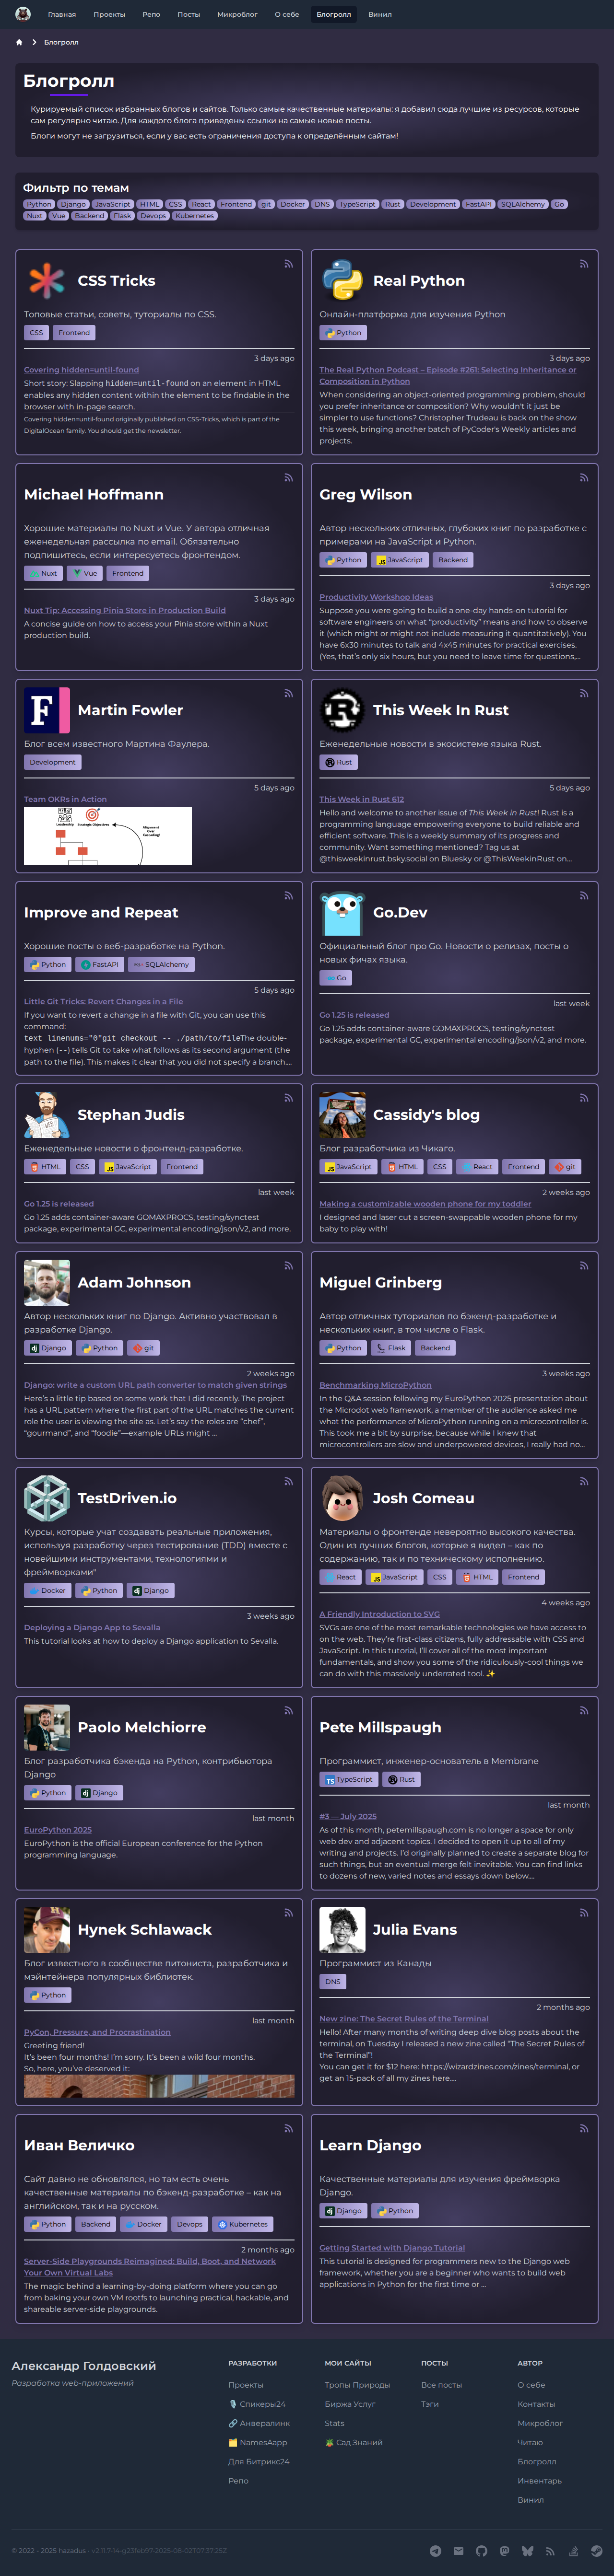 Главная Проекты Репо Посты Микроблог О себе Блогролл Винил
Блогролл
Блогролл
Курируемый список избранных блогов и сайтов. Только самые качественные материалы: я добавил сюда лучшие из ресурсов, которые
сам регулярно читаю. Для каждого блога приведены ссылки на самые новые посты.
Блоги могут не загрузиться, если у вас есть ограничения доступа к определённым сайтам!
Фильтр по темам
Python Django JavaScript HTML CSS React Frontend git Docker DNS TypeScript Rust Development FastAPI SQLAlchemy Go
Nuxt Vue Backend Flask Devops Kubernetes
CSS Tricks
Топовые статьи, советы, туториалы по CSS.
CSS Frontend
3 days ago
Covering hidden=until-found
Short story: Slapping hidden=until-found on an element in HTML
enables any hidden content within the element to be findable in the
browser with in-page search.
Covering hidden=until-found originally published on CSS-Tricks, which is part of the
DigitalOcean family. You should get the newsletter.
Real Python
Онлайн-платформа для изучения Python
Python
3 days ago
The Real Python Podcast – Episode #261: Selecting Inheritance or
Composition in Python
When considering an object-oriented programming problem, should
you prefer inheritance or composition? Why wouldn't it just be
simpler to use functions? Christopher Trudeau is back on the show
this week, bringing another batch of PyCoder's Weekly articles and
projects.
Michael Hoffmann
Хорошие материалы по Nuxt и Vue. У автора отличная
еженедельная рассылка по email. Обязательно
подпишитесь, если интересуетесь фронтендом.
Nuxt Vue Frontend
3 days ago
Nuxt Tip: Accessing Pinia Store in Production Build
A concise guide on how to access your Pinia store within a Nuxt
production build.
Greg Wilson
Автор нескольких отличных, глубоких книг по разработке с
примерами на JavaScript и Python.
Python JavaScript Backend
3 days ago
Productivity Workshop Ideas
Suppose you were going to build a one-day hands-on tutorial for
software engineers on what “productivity” means and how to observe
it (which might or might not include measuring it quantitatively). You
have 6x30 minutes to talk and 4x45 minutes for practical exercises.
(Yes, that’s only six hours, but you need to leave time for questions,...
F
Martin Fowler
Блог всем известного Мартина Фаулера.
Development
5 days ago
Team OKRs in Action
Leadership Strategic Objectives
Alignment
Over
Cascading!
This Week In Rust
Еженедельные новости в экосистеме языка Rust.
Rust
5 days ago
This Week in Rust 612
Hello and welcome to another issue of This Week in Rust! Rust is a
programming language empowering everyone to build reliable and
efficient software. This is a weekly summary of its progress and
community. Want something mentioned? Tag us at
@thisweekinrust.bsky.social on Bluesky or @ThisWeekinRust on...
Improve and Repeat
Хорошие посты о веб-разработке на Python.
Python FastAPI SQLAlchemy
5 days ago
Little Git Tricks: Revert Changes in a File
If you want to revert a change in a file with Git, you can use this
command:
text linenums="0"git checkout -- ./path/to/fileThe double-
hyphen (--) tells Git to take what follows as its second argument (the
path to the file). This makes it clear that you did not specify a branch....
Go.Dev
Официальный блог про Go. Новости о релизах, посты о
новых фичах языка.
Go
last week
Go 1.25 is released
Go 1.25 adds container-aware GOMAXPROCS, testing/synctest
package, experimental GC, experimental encoding/json/v2, and more.
Stephan Judis
Еженедельные новости о фронтенд-разработке.
HTML CSS JavaScript Frontend
last week
Go 1.25 is released
Go 1.25 adds container-aware GOMAXPROCS, testing/synctest
package, experimental GC, experimental encoding/json/v2, and more.
Cassidy's blog
Блог разработчика из Чикаго.
JavaScript HTML CSS React Frontend git
2 weeks ago
Making a customizable wooden phone for my toddler
I designed and laser cut a screen-swappable wooden phone for my
baby to play with!
Adam Johnson
Автор нескольких книг по Django. Активно участвовал в
разработке Django.
Django Python git
2 weeks ago
Django: write a custom URL path converter to match given strings
Here’s a little tip based on some work that I did recently. The project
has a URL pattern where the first part of the URL matches the current
role the user is viewing the site as. Let’s say the roles are “chef”,
“gourmand”, and “foodie”—example URLs might ...
Miguel Grinberg
Автор отличных туториалов по бэкенд-разработке и
нескольких книг, в том числе о Flask.
Python Flask Backend
3 weeks ago
Benchmarking MicroPython
In the Q&A session following my EuroPython 2025 presentation about
the Microdot web framework, a member of the audience asked me
what the performance of MicroPython running on a microcontroller is.
This took me a bit by surprise, because while I knew that
microcontrollers are slow and underpowered devices, I really had no...
TestDriven.io
Курсы, которые учат создавать реальные приложения,
используя разработку через тестирование (TDD) вместе с
новейшими инструментами, технологиями и
фреймворками"
Docker Python Django
3 weeks ago
Deploying a Django App to Sevalla
This tutorial looks at how to deploy a Django application to Sevalla.
Josh Comeau
Материалы о фронтенде невероятно высокого качества.
Один из лучших блогов, которые я видел – как по
содержанию, так и по техническому исполнению.
React JavaScript CSS HTML Frontend
4 weeks ago
A Friendly Introduction to SVG
SVGs are one of the most remarkable technologies we have access to
on the web. They’re first-class citizens, fully addressable with CSS and
JavaScript. In this tutorial, I’ll cover all of the most important
fundamentals, and show you some of the ridiculously-cool things we
can do with this massively underrated tool. ✨
Paolo Melchiorre
Блог разработчика бэкенда на Python, контрибьютора
Django
Python Django
last month
EuroPython 2025
EuroPython is the official European conference for the Python
programming language.
Pete Millspaugh
Программист, инженер-основатель в Membrane
TypeScript Rust
last month
#3 — July 2025
As of this month, petemillspaugh.com is no longer a space for only
web dev and adjacent topics. I decided to open it up to all of my
writing and projects. I’d originally planned to create a separate blog for
such things, but an eventual merge felt inevitable. You can find links
to dozens of new, varied notes and essays down below....
Hynek Schlawack
Блог известного в сообществе питониста, разработчика и
мэйнтейнера популярных библиотек.
Python
last month
PyCon, Pressure, and Procrastination
Greeting friend!
It’s been four months! I’m sorry. It’s been a wild four months.
So, here, you’ve deserved it:
Julia Evans
Программист из Канады
DNS
2 months ago
New zine: The Secret Rules of the Terminal
Hello! After many months of writing deep dive blog posts about the
terminal, on Tuesday I released a new zine called “The Secret Rules of
the Terminal”!
You can get it for $12 here: https://wizardzines.com/zines/terminal, or
get an 15-pack of all my zines here....
Иван Величко
Сайт давно не обновлялся, но там есть очень
качественные материалы по бэкенд-разработке – как на
английском, так и на русском.
Python Backend Docker Devops Kubernetes
2 months ago
Server-Side Playgrounds Reimagined: Build, Boot, and Network
Your Own Virtual Labs
The magic behind a learning-by-doing platform where you can go
from baking your own VM rootfs to launching practical, hackable, and
shareable server-side playgrounds.
Learn Django
Качественные материалы для изучения фреймворка
Django.
Django Python
Getting Started with Django Tutorial
This tutorial is designed for programmers new to the Django web
framework, whether you are a beginner who wants to build web
applications in Python for the first time or ...
Александр Голдовский
Разработка web-приложений
РАЗРАБОТКИ
Проекты
🎙️ Спикеры24
🔗 Анвералинк
🗂️ NamesAapp
Для Битрикс24
Репо
МОИ САЙТЫ
Тропы Природы
Биржа Услуг
Stats
🪴 Сад Знаний
ПОСТЫ
Все посты
Тэги
АВТОР
О себе
Контакты
Микроблог
Читаю
Блогролл
Инвентарь
Винил
© 2022 - 2025 hazadus